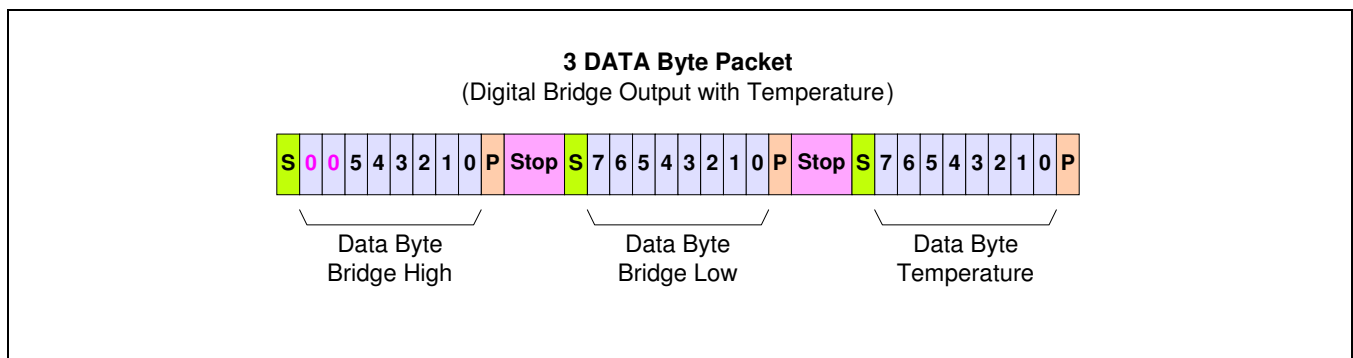 3 DATA Byte Packet
(Digital Bridge Output with Temperature)
S 0 0 5 4 3 2 1 0 P Stop S 7 6 5 4 3 2 1 0 P Stop S 7 6 5 4 3 2 1 0 P
Data Byte
Bridge High
Data Byte
Bridge Low
Data Byte
Temperature